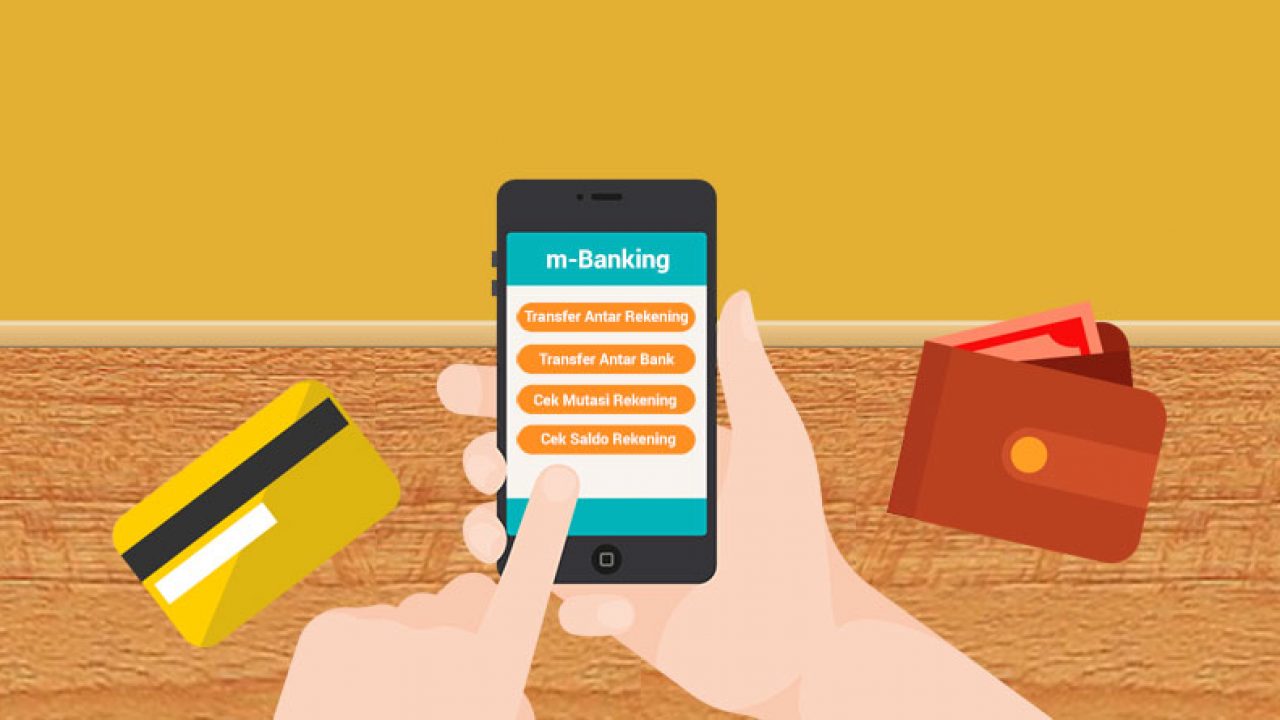 m-Banking
Transfer Antar Rekening
Transfer Antar Bank
Cek Mutasi Rekening
Cek Saldo Rekening